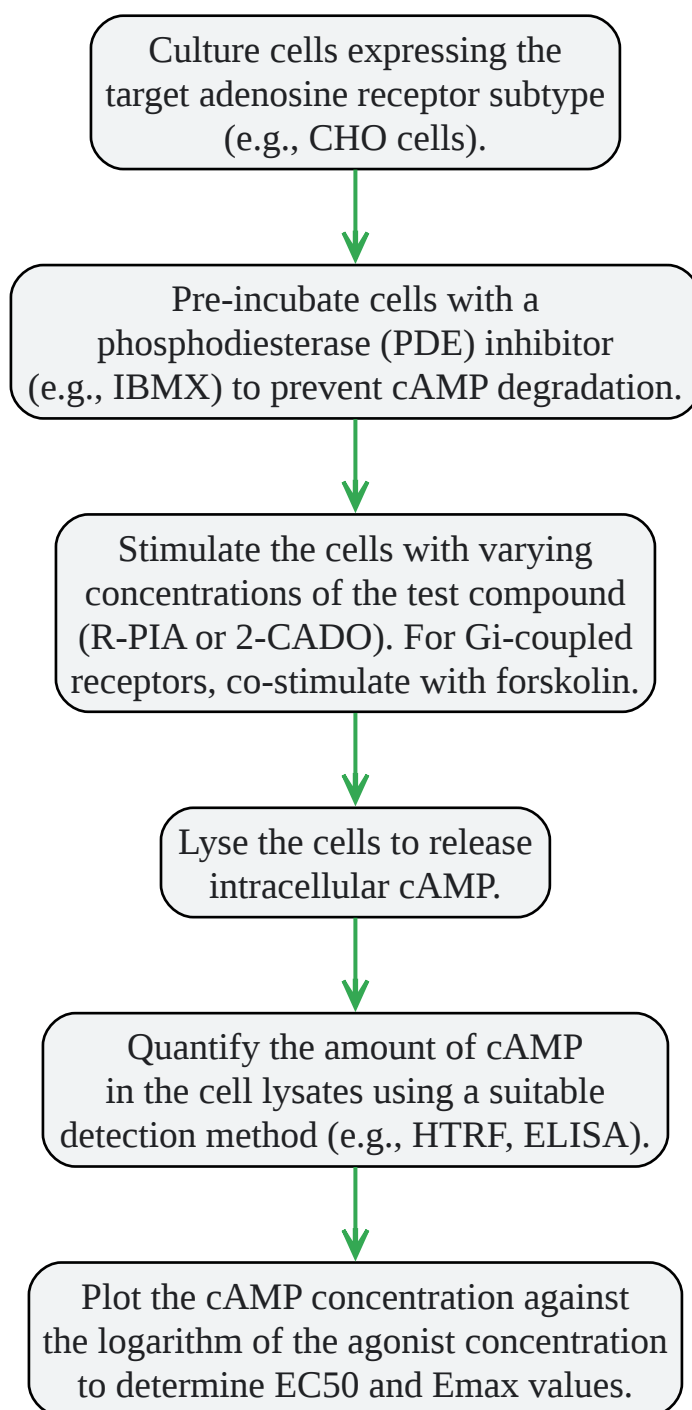 Culture cells expressing the
target adenosine receptor subtype
(e.g., CHO cells).
Pre-incubate cells with a
phosphodiesterase (PDE) inhibitor
(e.g., IBMX) to prevent cAMP degradation.
Stimulate the cells with varying
concentrations of the test compound
(R-PIA or 2-CADO). For Gi-coupled
receptors, co-stimulate with forskolin.
Lyse the cells to release
intracellular cAMP.
Quantify the amount of cAMP
in the cell lysates using a suitable
detection method (e.g., HTRF, ELISA).
Plot the cAMP concentration against
the logarithm of the agonist concentration
to determine EC50 and Emax values.